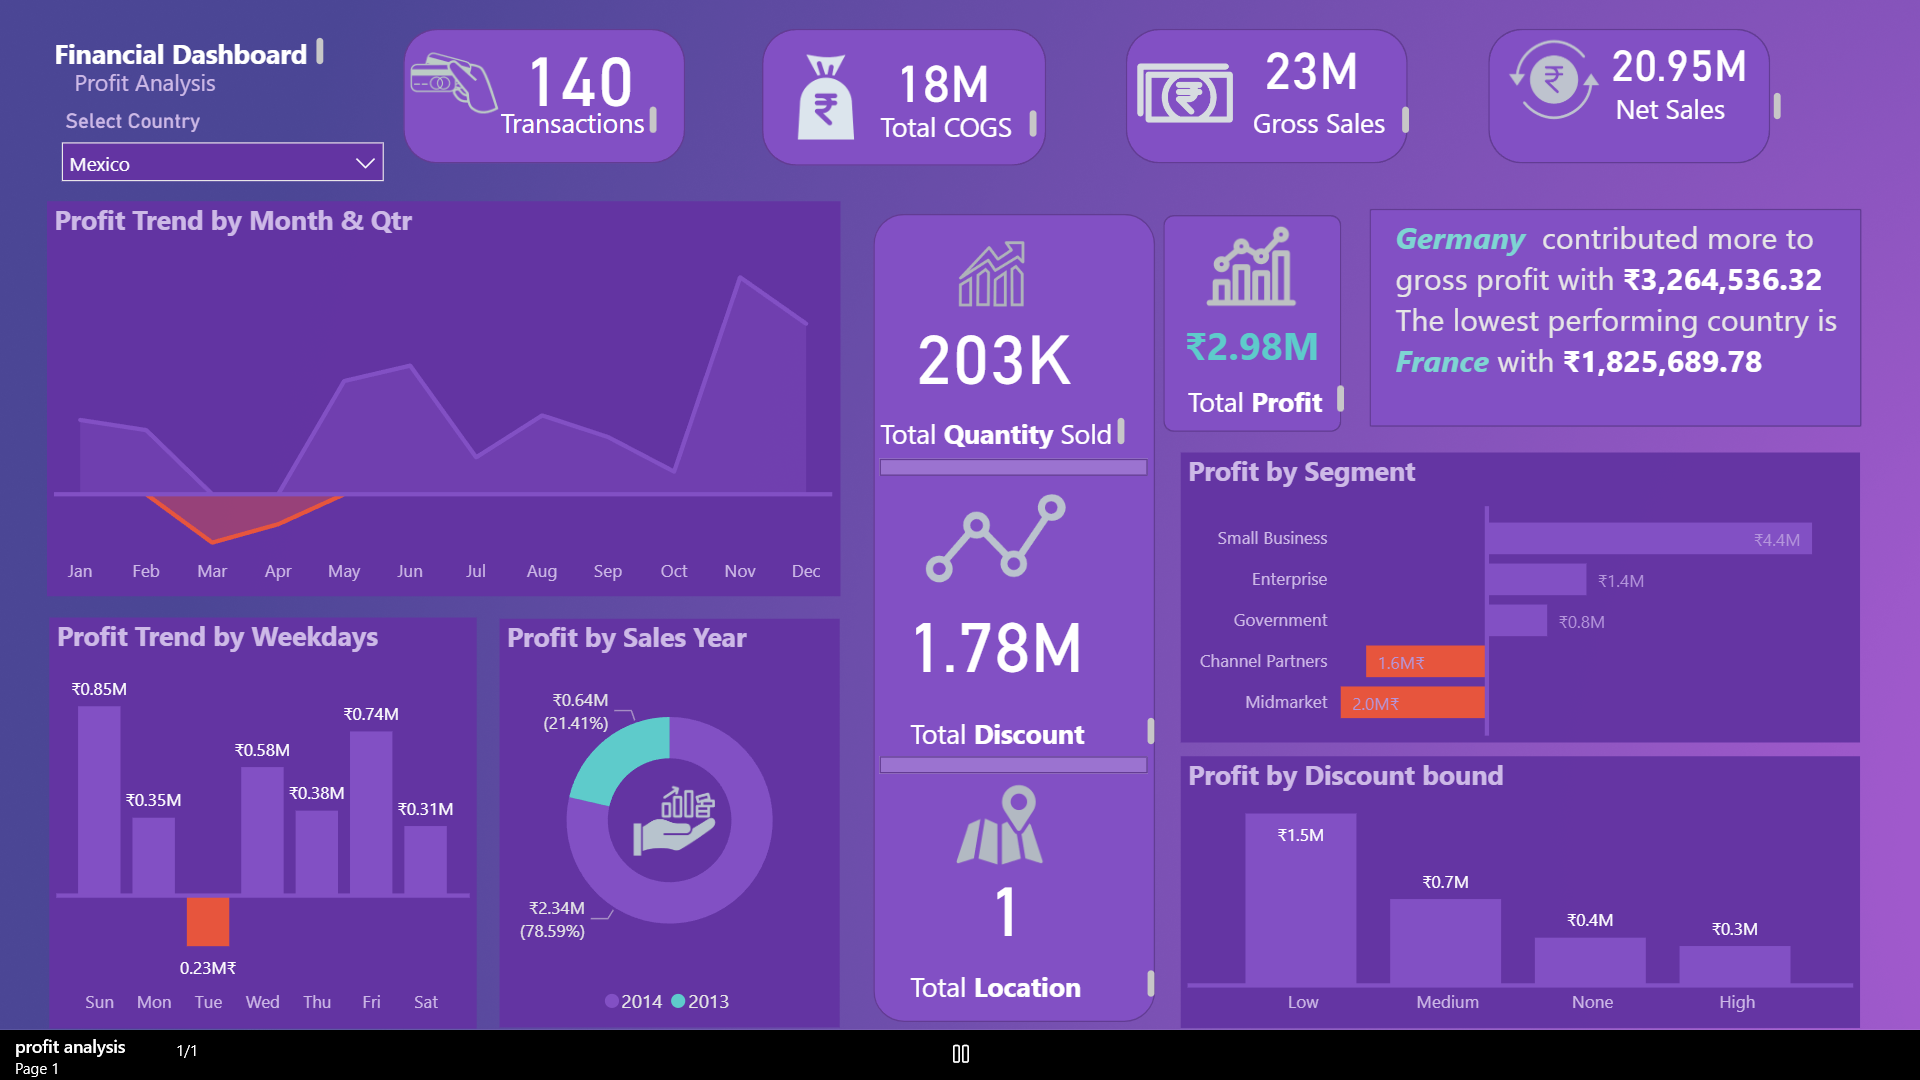 Financial Dashboard
Profit Analysis
Select Country
Mexico
140
Transactions
18M
Total COGS
23M
Gross Sales
20.95M
Net Sales
Profit Trend by Month & Qtr
Jan Feb Mar Apr May Jun Jul Aug Sep Oct Nov Dec
203K
Total Quantity Sold
1.78M
Total Discount
1
Total Location
₹2.98M
Total Profit
Germany contributed more to
gross profit with ₹3,264,536.32
The lowest performing country is
France with ₹1,825,689.78
Profit by Segment
Small Business ₹4.4M
Enterprise ₹1.4M
Government ₹0.8M
Channel Partners 1.6M₹
Midmarket 2.0M₹
Profit Trend by Weekdays
₹0.85M
₹0.35M
0.23M₹
₹0.58M
₹0.38M
₹0.74M
₹0.31M
Sun Mon Tue Wed Thu Fri Sat
Profit by Sales Year
₹0.64M
(21.41%)
₹2.34M
(78.59%)
2014 2013
Profit by Discount bound
₹1.5M
₹0.7M
₹0.4M
₹0.3M
Low Medium None High
profit analysis 1/1
Page 1